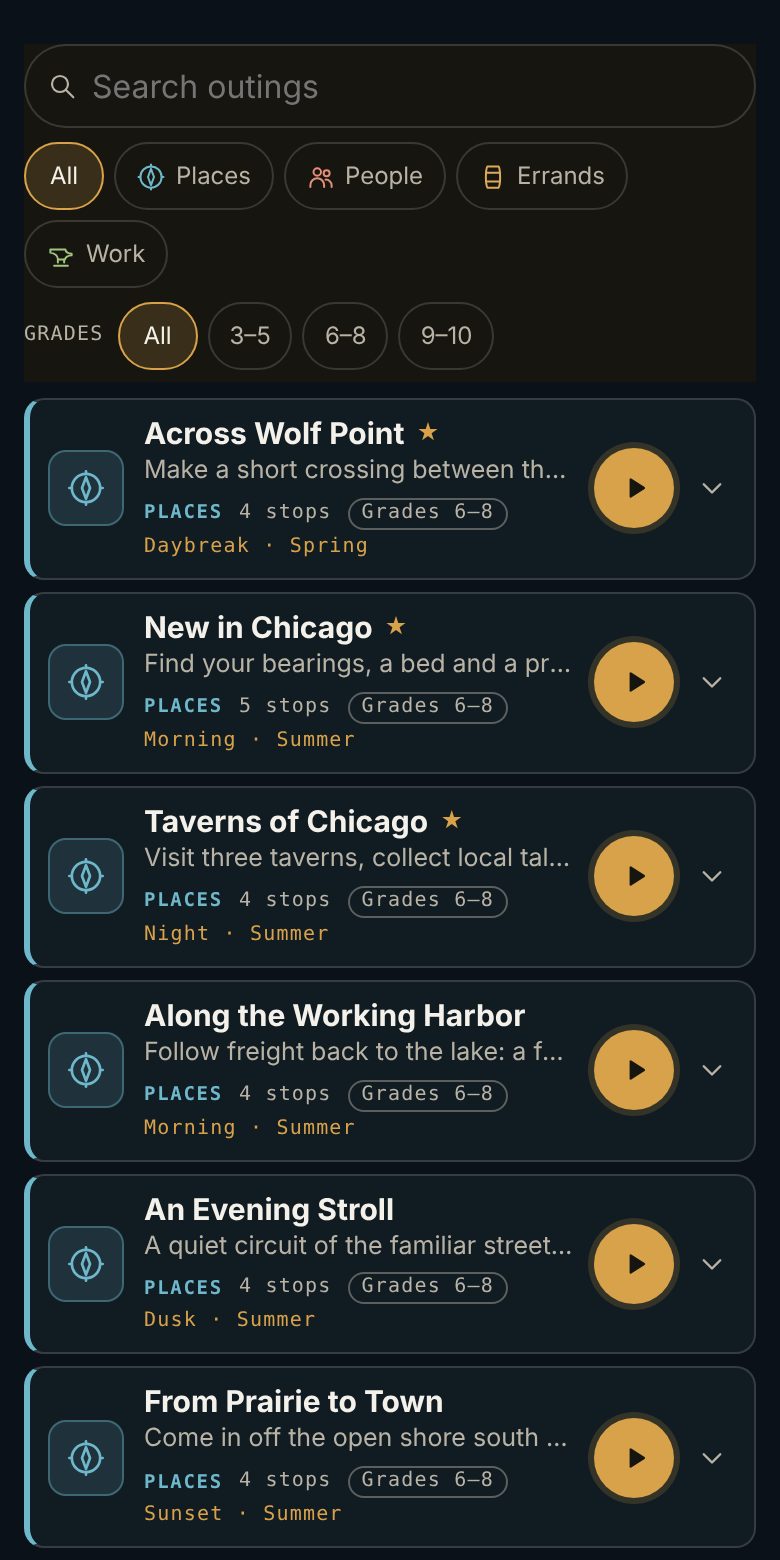 Search outings
All Places People Errands
Work
GRADES All 3–5 6–8 9–10
Across Wolf Point ★
Make a short crossing between th...
PLACES 4 stops Grades 6–8
Daybreak · Spring
New in Chicago ★
Find your bearings, a bed and a pr...
PLACES 5 stops Grades 6–8
Morning · Summer
Taverns of Chicago ★
Visit three taverns, collect local tal...
PLACES 4 stops Grades 6–8
Night · Summer
Along the Working Harbor
Follow freight back to the lake: a f...
PLACES 4 stops Grades 6–8
Morning · Summer
An Evening Stroll
A quiet circuit of the familiar street...
PLACES 4 stops Grades 6–8
Dusk · Summer
From Prairie to Town
Come in off the open shore south ...
PLACES 4 stops Grades 6–8
Sunset · Summer